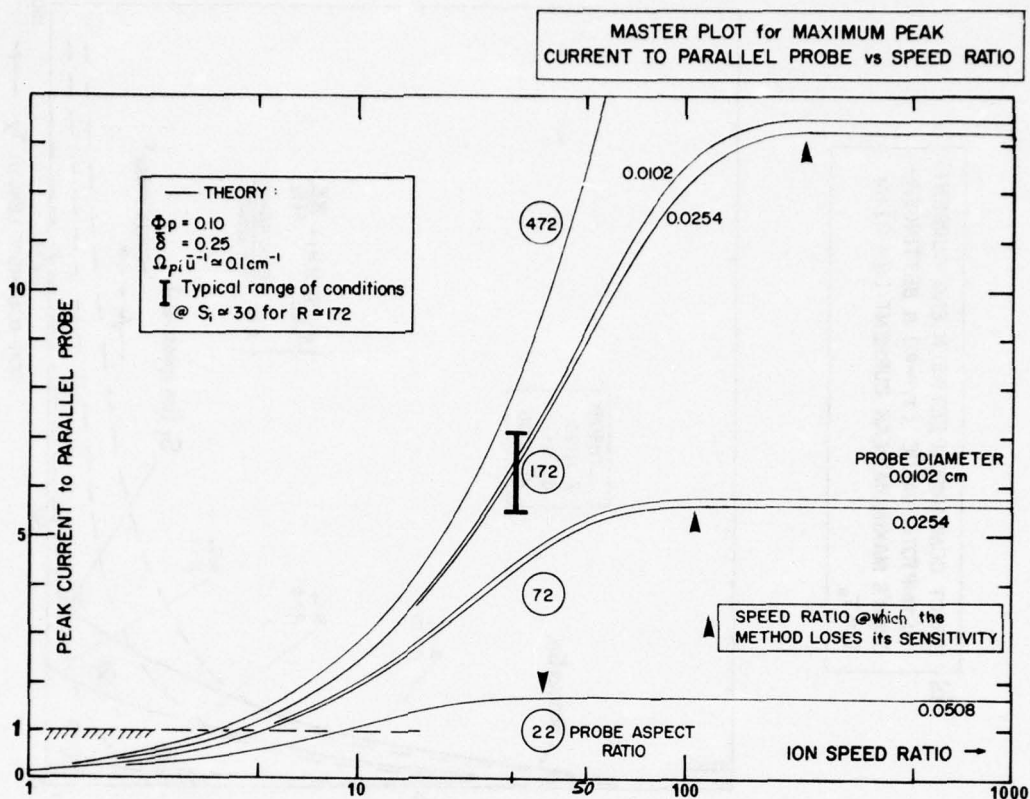 MASTER PLOT for MAXIMUM PEAK
CURRENT TO PARALLEL PROBE vs SPEED RATIO
— THEORY :
Φp = 0.10
δ̄ = 0.25
Ωpi ū⁻¹ ≃ 0.1cm⁻¹
Typical range of conditions
@ Si ≃ 30 for R ≃ 172
PEAK CURRENT to PARALLEL PROBE
10
5
1
0
472
0.0102
0.0254
172
PROBE DIAMETER
0.0102 cm
0.0254
72
SPEED RATIO @which the
METHOD LOSES its SENSITIVITY
22
PROBE ASPECT
RATIO
0.0508
ION SPEED RATIO →
1
10
50
100
1000